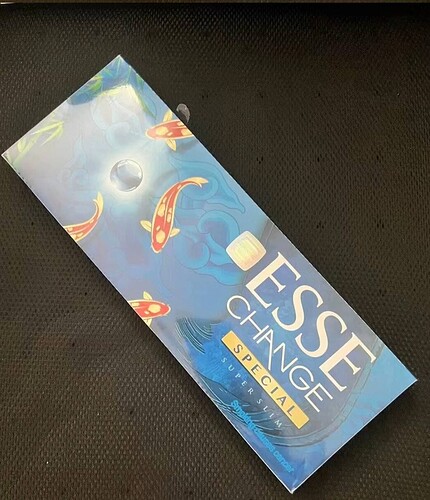 ESSE
CHANGE
SPECIAL
SUPER SLIM